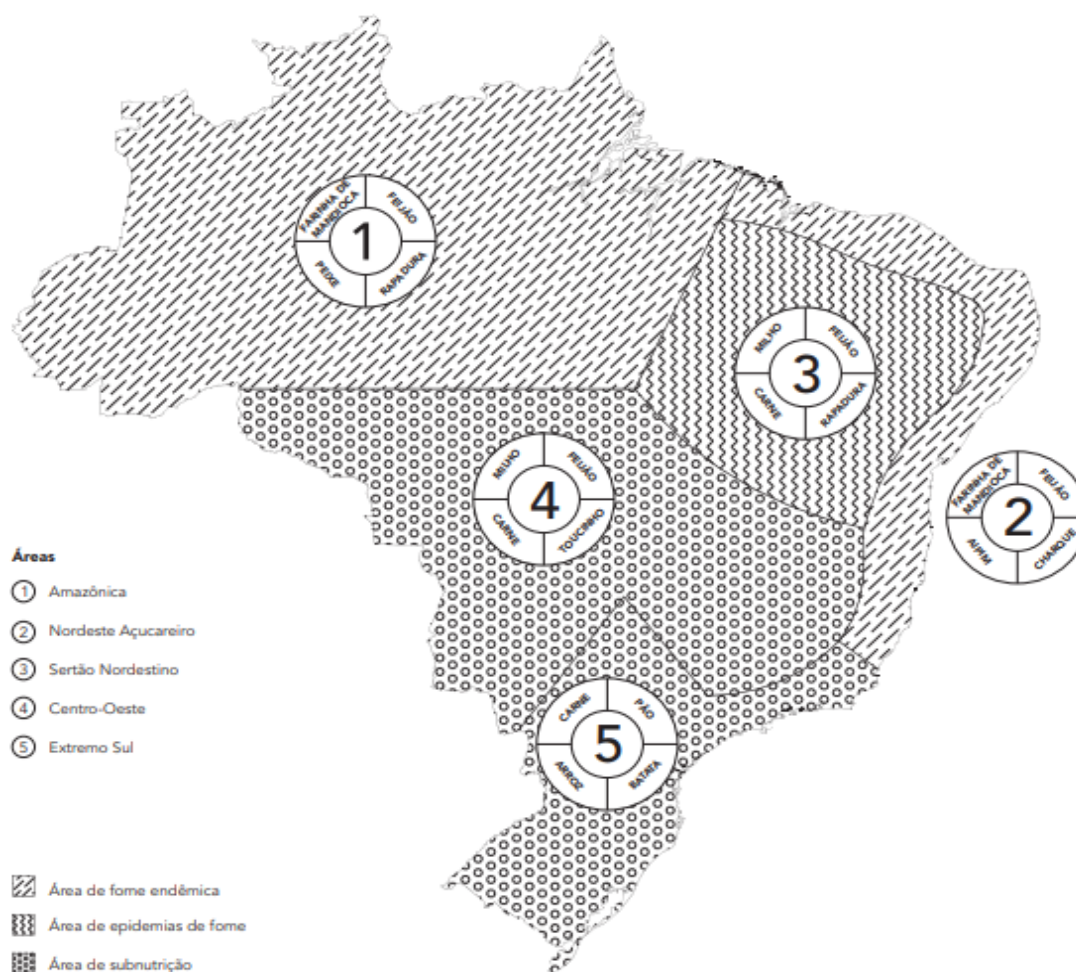 FARINHA DE
MANDIOCA
FEIJÃO
1
PEIXE
RAPADURA
MILHO
FEIJÃO
3
CARNE
RAPADURA
MILHO
FEIJÃO
4
CARNE
TOUCINHO
FARINHA DE
MANDIOCA
FEIJÃO
2
AIPIM
CHARQUE
CARNE
PÃO
5
ARROZ
BATATA
Áreas
1 Amazônica
2 Nordeste Açucareiro
3 Sertão Nordestino
4 Centro-Oeste
5 Extremo Sul
Área de fome endêmica
Área de epidemias de fome
Área de subnutrição